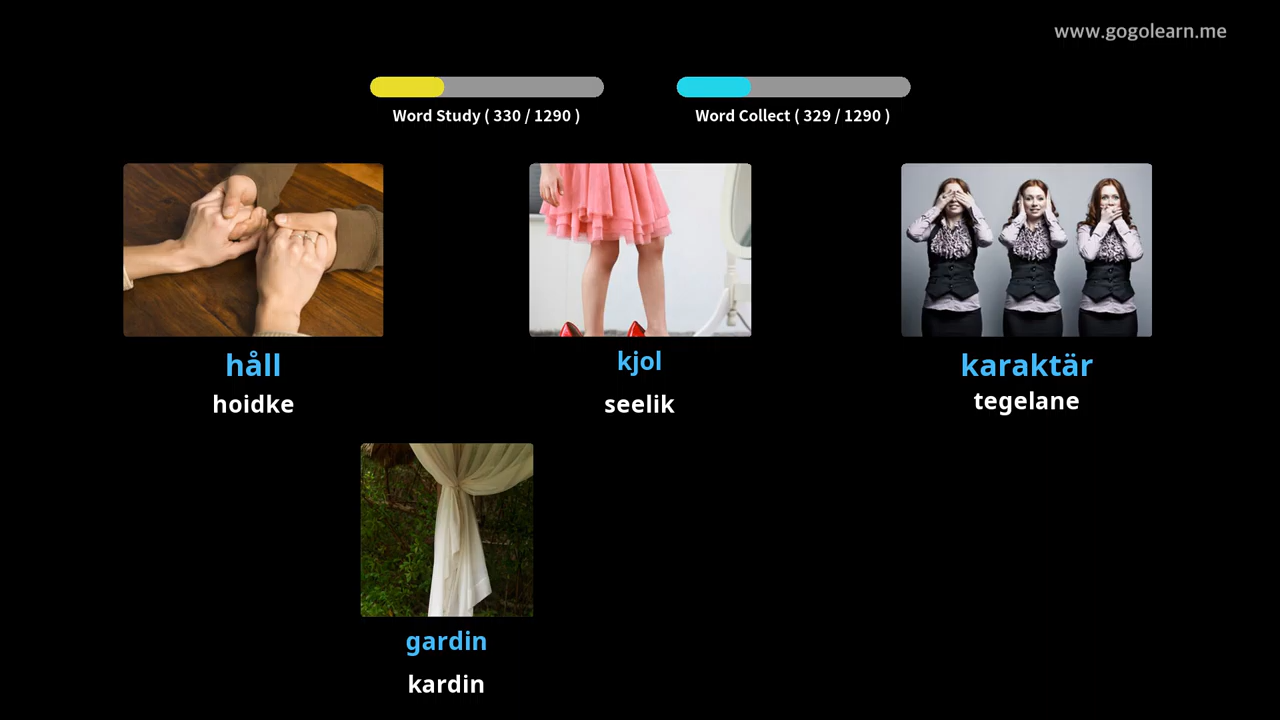 www.gogolearn.me
Word Study ( 330 / 1290 )
Word Collect ( 329 / 1290 )
håll
hoidke
kjol
seelik
karaktär
tegelane
gardin
kardin